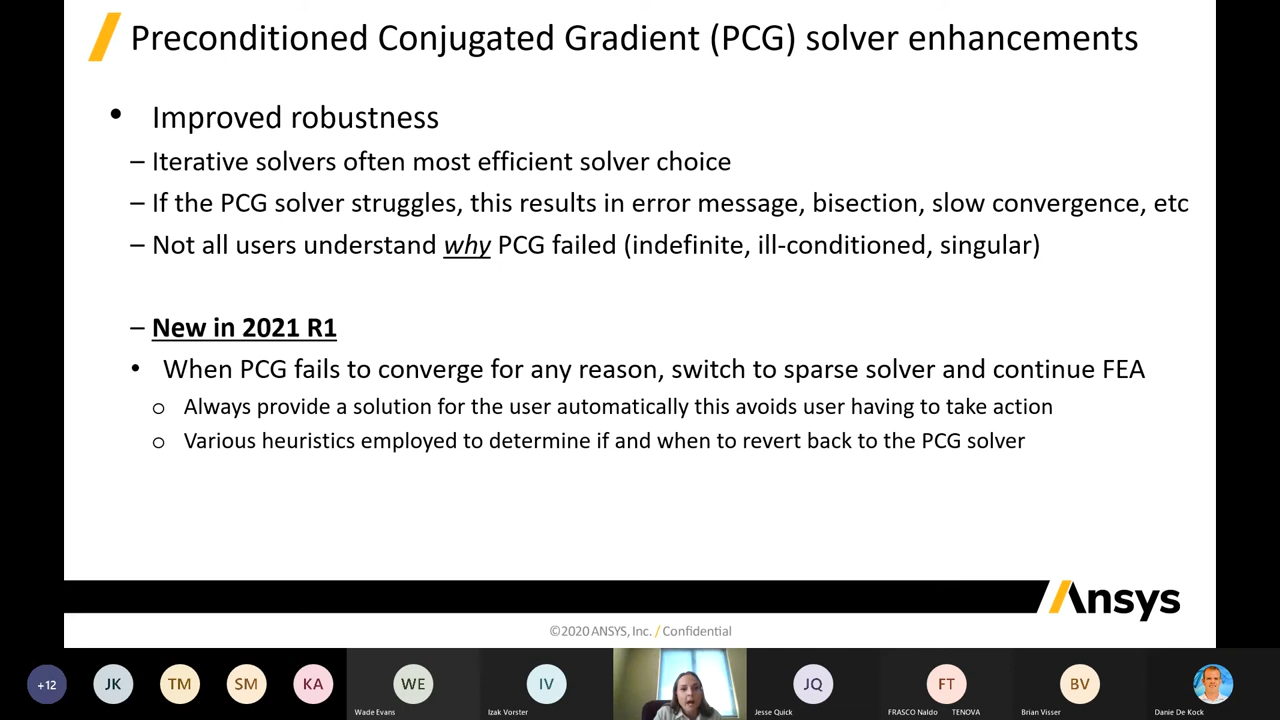 Preconditioned Conjugated Gradient (PCG) solver enhancements
• Improved robustness
– Iterative solvers often most efficient solver choice
– If the PCG solver struggles, this results in error message, bisection, slow convergence, etc
– Not all users understand why PCG failed (indefinite, ill-conditioned, singular)
– New in 2021 R1
• When PCG fails to converge for any reason, switch to sparse solver and continue FEA
o Always provide a solution for the user automatically this avoids user having to take action
o Various heuristics employed to determine if and when to revert back to the PCG solver
Ansys
©2020 ANSYS, Inc. / Confidential
+12 JK TM SM KA WE IV JQ FT BV
Wade Evans Izak Vorster Jesse Quick FRASCO Naldo TENOVA Brian Visser Danie De Kock